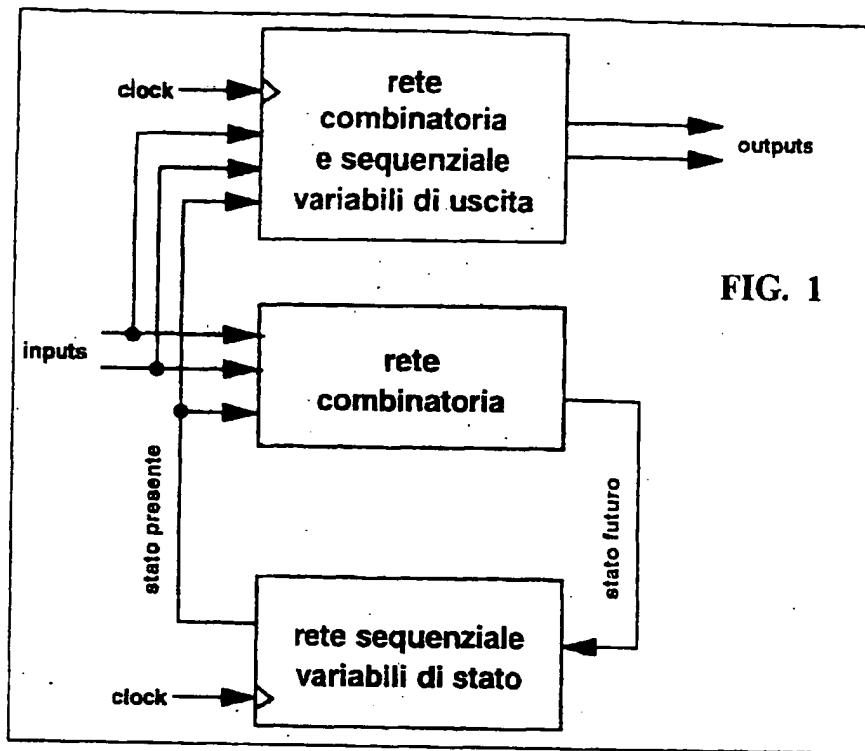 clock
rete
combinatoria
e sequenziale
variabili di uscita
outputs
FIG. 1
inputs
rete
combinatoria
stato presente
stato futuro
rete sequenziale
variabili di stato
clock